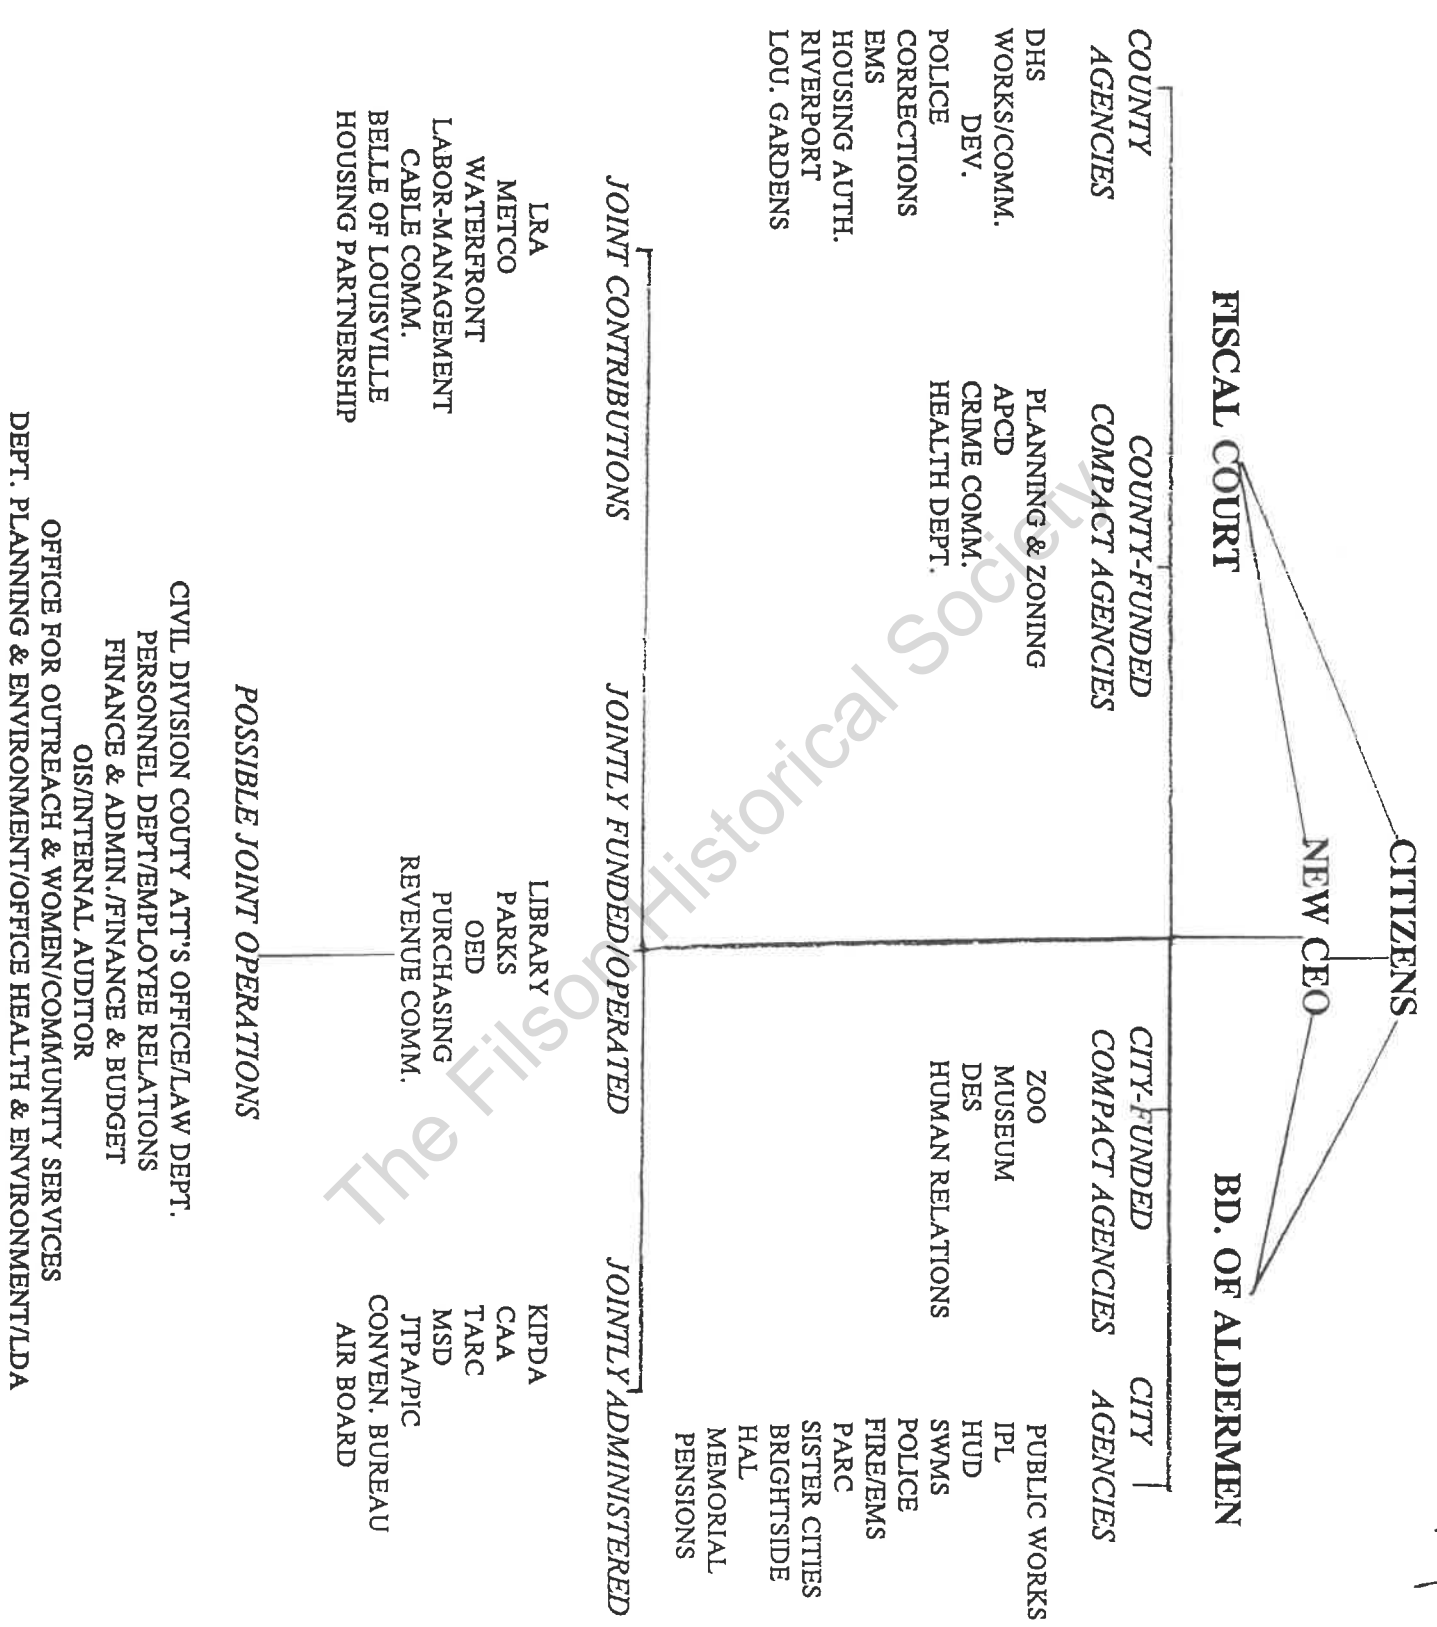 CITIZENS
NEW CEO
FISCAL COURT
BD. OF ALDERMEN
COUNTY
AGENCIES
DHS
WORKS/COMM.
DEV.
POLICE
CORRECTIONS
EMS
HOUSING AUTH.
RIVERPORT
LOU. GARDENS
COUNTY-FUNDED
COMPACT AGENCIES
PLANNING & ZONING
APCD
CRIME COMM.
HEALTH DEPT.
CITY-FUNDED
COMPACT AGENCIES
ZOO
MUSEUM
DES
HUMAN RELATIONS
CITY
AGENCIES
PUBLIC WORKS
IPL
HUD
SWMS
POLICE
FIRE/EMS
PARC
SISTER CITIES
BRIGHTSIDE
HAL
MEMORIAL
PENSIONS
JOINT CONTRIBUTIONS
LRA
METCO
WATERFRONT
LABOR-MANAGEMENT
CABLE COMM.
BELLE OF LOUISVILLE
HOUSING PARTNERSHIP
JOINTLY FUNDED/OPERATED
LIBRARY
PARKS
OED
PURCHASING
REVENUE COMM.
JOINTLY ADMINISTERED
KIPDA
CAA
TARC
MSD
JTPA/PIC
CONVEN. BUREAU
AIR BOARD
POSSIBLE JOINT OPERATIONS
CIVIL DIVISION COUTY ATT'S OFFICE/LAW DEPT.
PERSONNEL DEPT/EMPLOYEE RELATIONS
FINANCE & ADMIN./FINANCE & BUDGET
OIS/INTERNAL AUDITOR
OFFICE FOR OUTREACH & WOMEN/COMMUNITY SERVICES
DEPT. PLANNING & ENVIRONMENT/OFFICE HEALTH & ENVIRONMENT/LDA
The Filson Historical Society